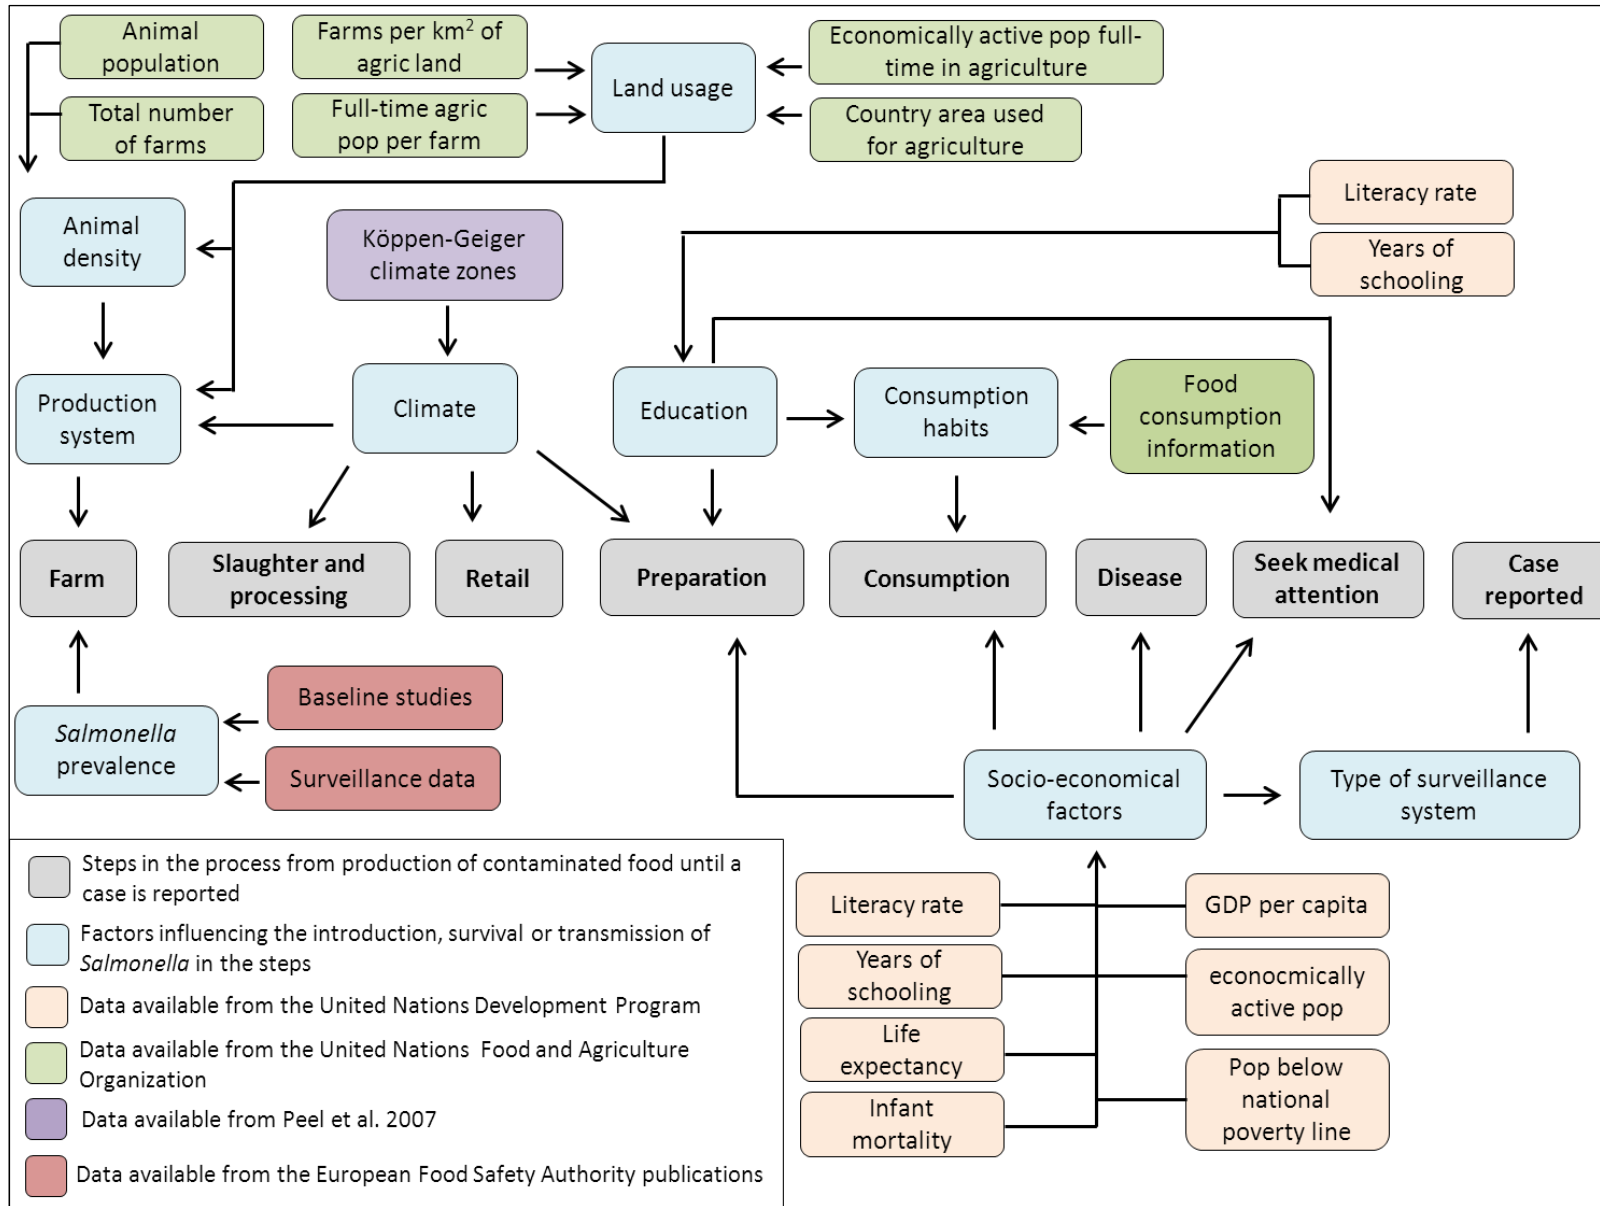 Animal
population
Farms per km² of
agric land
Land usage
Economically active pop full-
time in agriculture
Total number
of farms
Full-time agric
pop per farm
Country area used
for agriculture
Literacy rate
Years of
schooling
Animal
density
Köppen-Geiger
climate zones
Production
system
Climate
Education
Consumption
habits
Food
consumption
information
Farm
Slaughter and
processing
Retail
Preparation
Consumption
Disease
Seek medical
attention
Case
reported
Salmonella
prevalence
Baseline studies
Surveillance data
Socio-economical
factors
Type of surveillance
system
Literacy rate
Years of
schooling
Life
expectancy
Infant
mortality
GDP per capita
econocmically
active pop
Pop below
national
poverty line
Steps in the process from production of contaminated food until a
case is reported
Factors influencing the introduction, survival or transmission of
Salmonella in the steps
Data available from the United Nations Development Program
Data available from the United Nations Food and Agriculture
Organization
Data available from Peel et al. 2007
Data available from the European Food Safety Authority publications